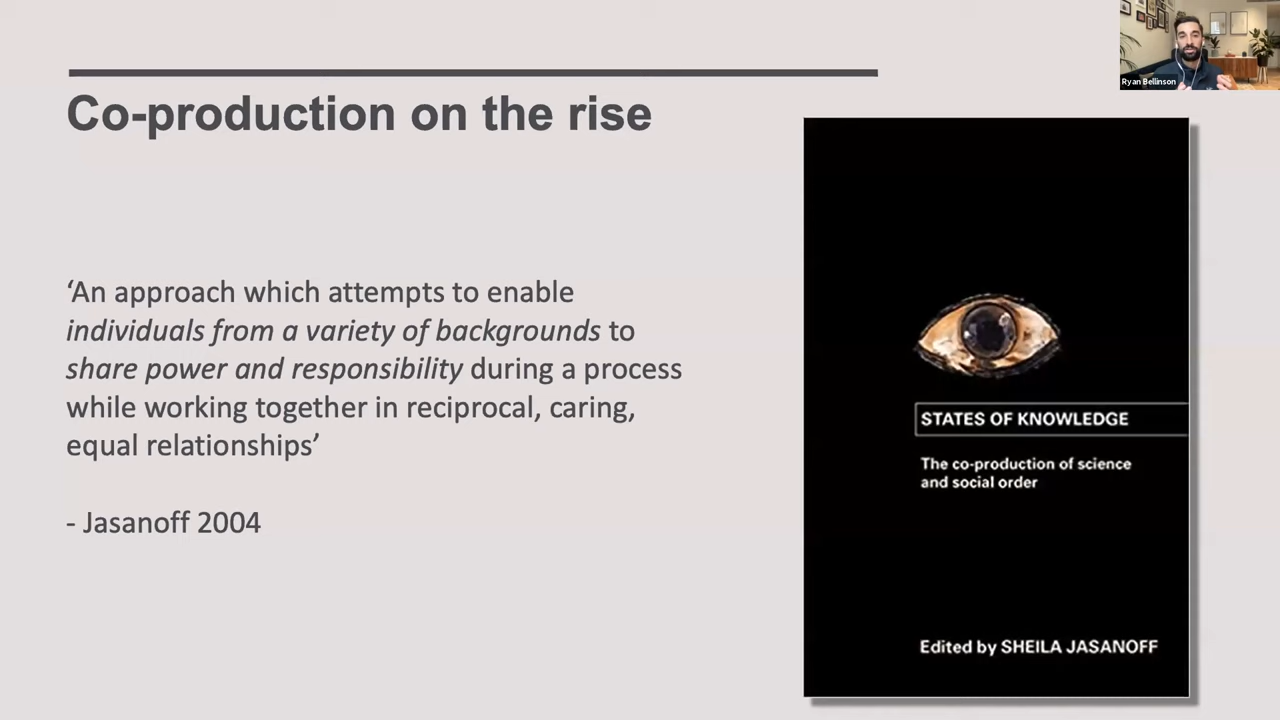 Ryan Bellinson
Co-production on the rise
‘An approach which attempts to enable
individuals from a variety of backgrounds to
share power and responsibility during a process
while working together in reciprocal, caring,
equal relationships’
- Jasanoff 2004
STATES OF KNOWLEDGE
The co-production of science
and social order
Edited by SHEILA JASANOFF